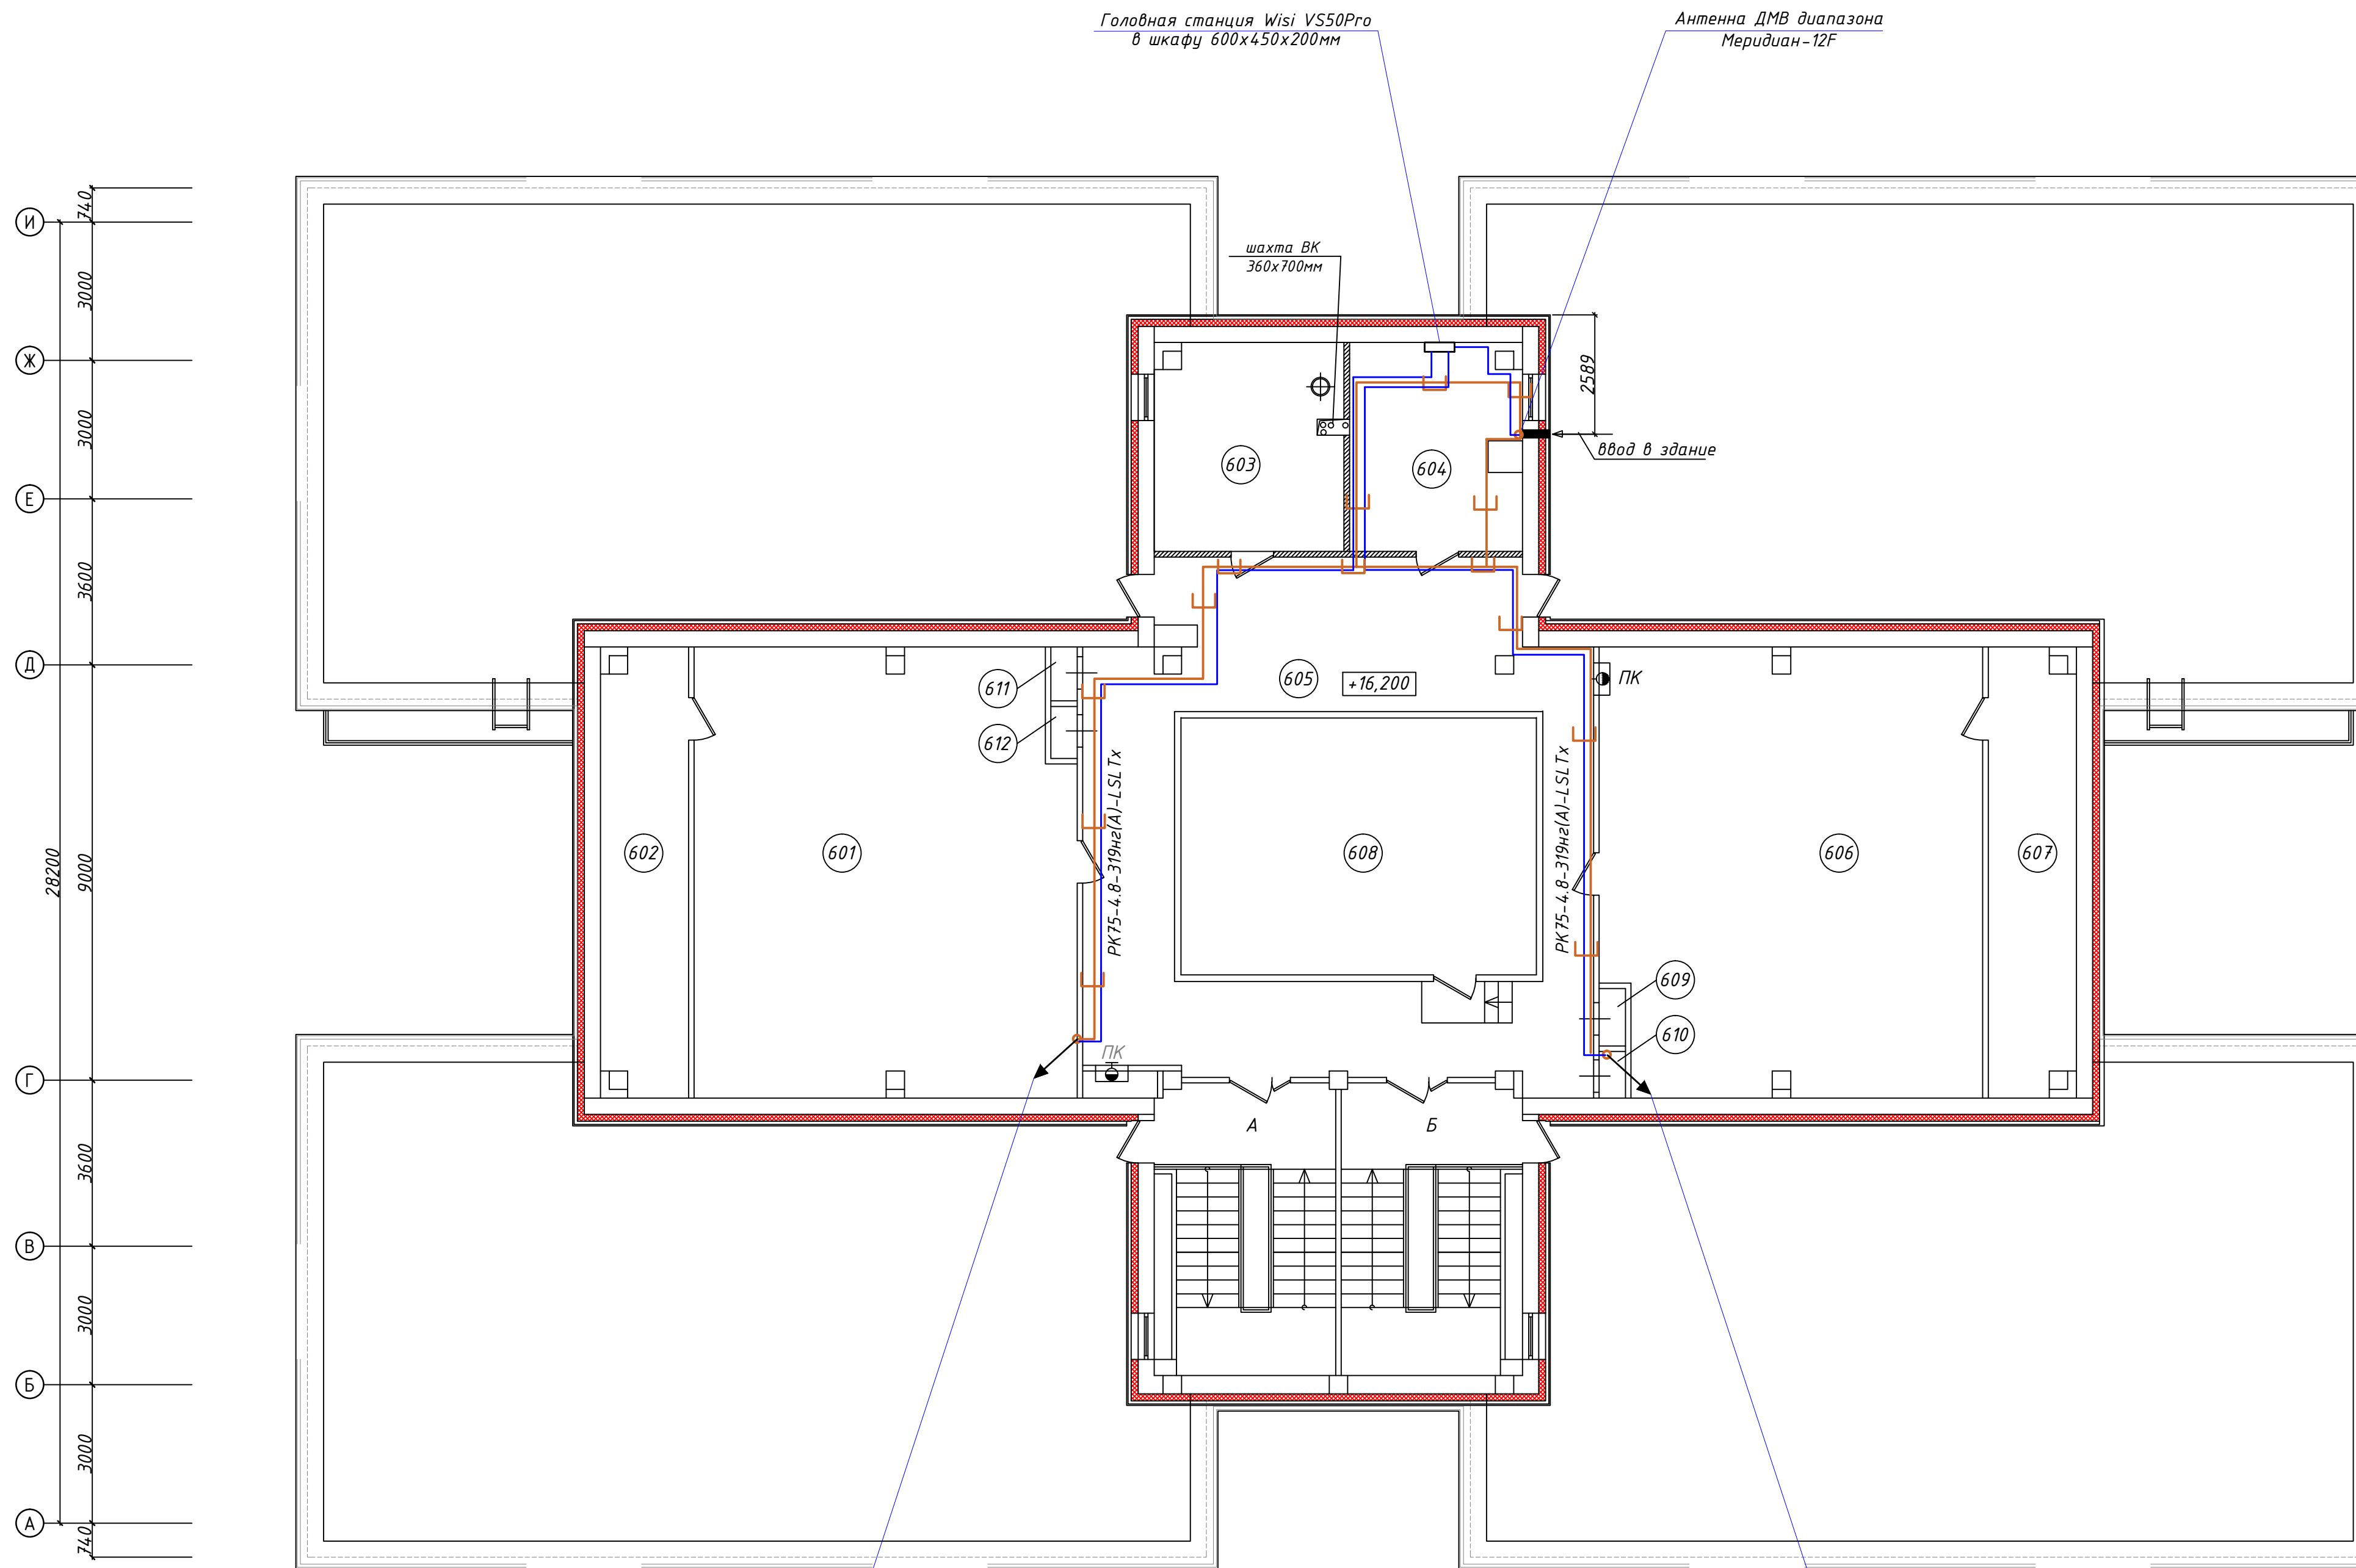 Головная станция Wisi VS50Pro
в шкафу 600х450х200мм
Антенна ДМВ диапазона
Меридиан-12F
740
И
3000
шахта ВК
360х700мм
Ж
2589
3000
ввод в здание
603
604
Е
3600
Д
605
+16,200
ПК
611
612
РК75-4.8-319нг(А)-LSLTx
РК75-4.8-319нг(А)-LSLTx
28200
9000
602
601
608
606
607
609
610
ПК
Г
А
Б
3600
В
3000
Б
3000
А
740